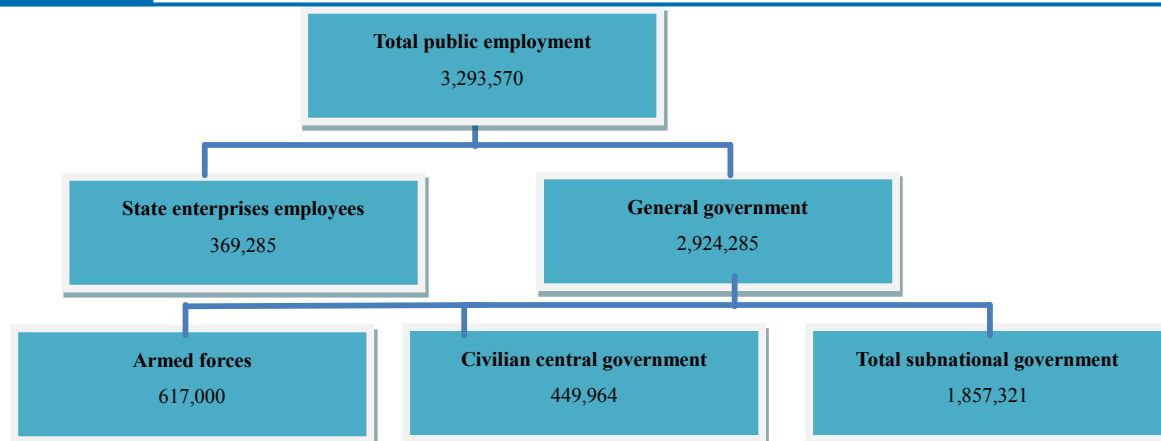 Total public employment
3,293,570
State enterprises employees
369,285
General government
2,924,285
Armed forces
617,000
Civilian central government
449,964
Total subnational government
1,857,321